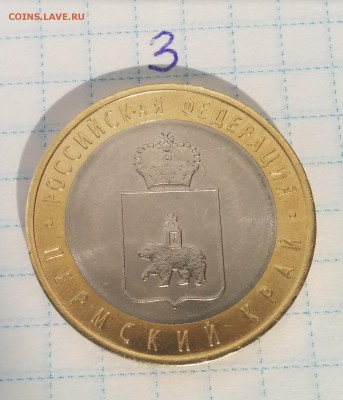 COINS.LAVE.RU
3
РОССИЙСКАЯ ФЕДЕРАЦИЯ
ПЕРМСКИЙ КРАЙ